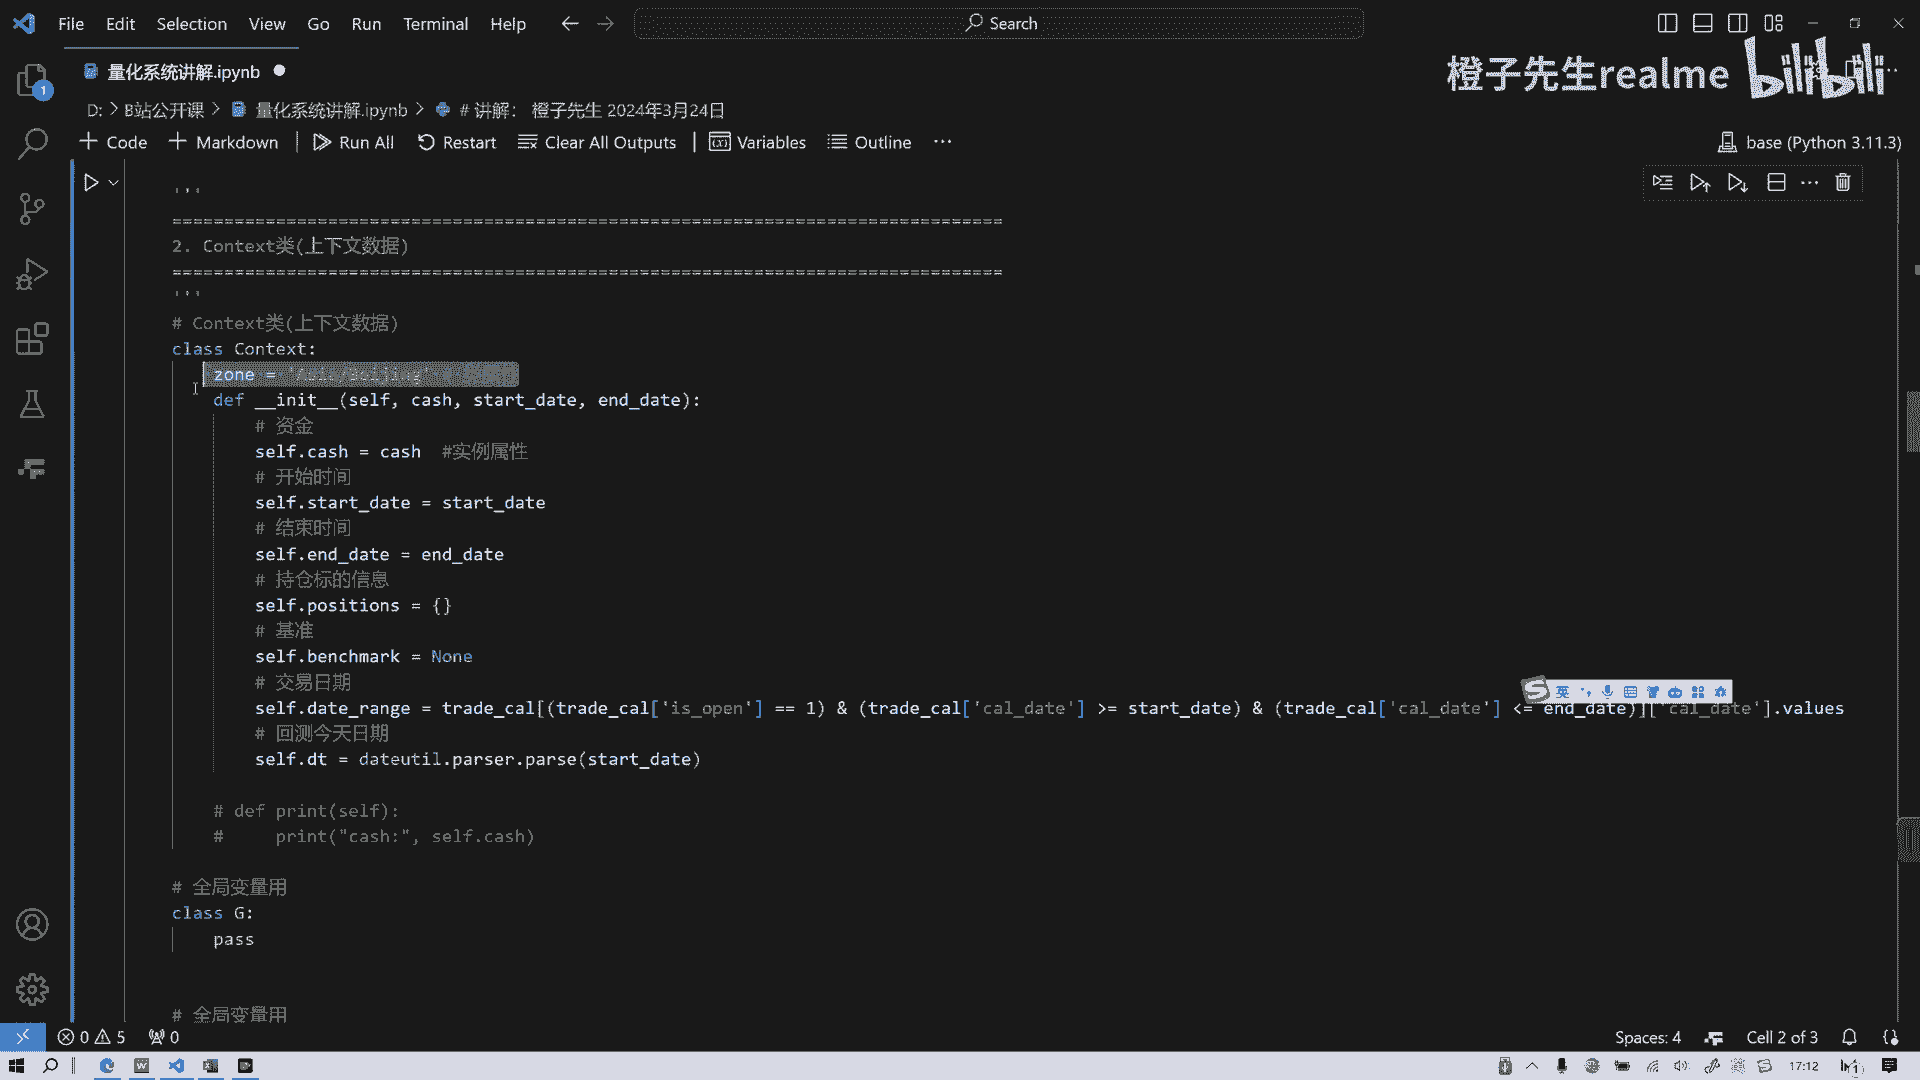 File Edit Selection View Go Run Terminal Help
Search
量化系统讲解.ipynb
橙子先生realme bilibili
D: > B站公开课 > 量化系统讲解.ipynb > # 讲解: 橙子先生 2024年3月24日
+ Code + Markdown Run All Restart Clear All Outputs Variables Outline ...
base (Python 3.11.3)
'''
================================================================================
2. Context类(上下文数据)
================================================================================
'''
# Context类(上下文数据)
class Context:
zone = 'Asia/Beijing'
def __init__(self, cash, start_date, end_date):
# 资金
self.cash = cash #实例属性
# 开始时间
self.start_date = start_date
# 结束时间
self.end_date = end_date
# 持仓标的信息
self.positions = {}
# 基准
self.benchmark = None
# 交易日期
self.date_range = trade_cal[(trade_cal['is_open'] == 1) & (trade_cal['cal_date'] >= start_date) & (trade_cal['cal_date'] <= end_date)]['cal_date'].values
英
# 回测今天日期
self.dt = dateutil.parser.parse(start_date)
# def print(self):
# print("cash:", self.cash)
# 全局变量用
class G:
pass
# 全局变量用
0 5 0
Spaces: 4 Cell 2 of 3
17:12